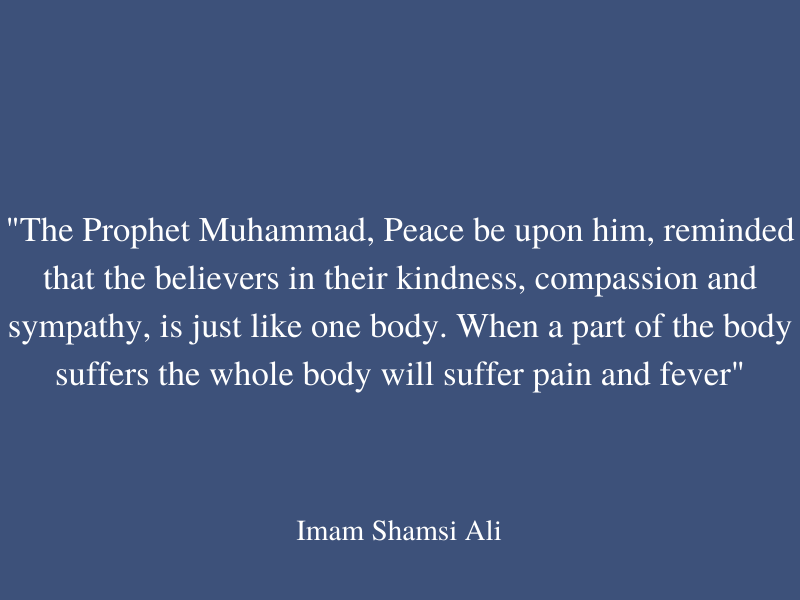 "The Prophet Muhammad, Peace be upon him, reminded
that the believers in their kindness, compassion and
sympathy, is just like one body. When a part of the body
suffers the whole body will suffer pain and fever"
Imam Shamsi Ali